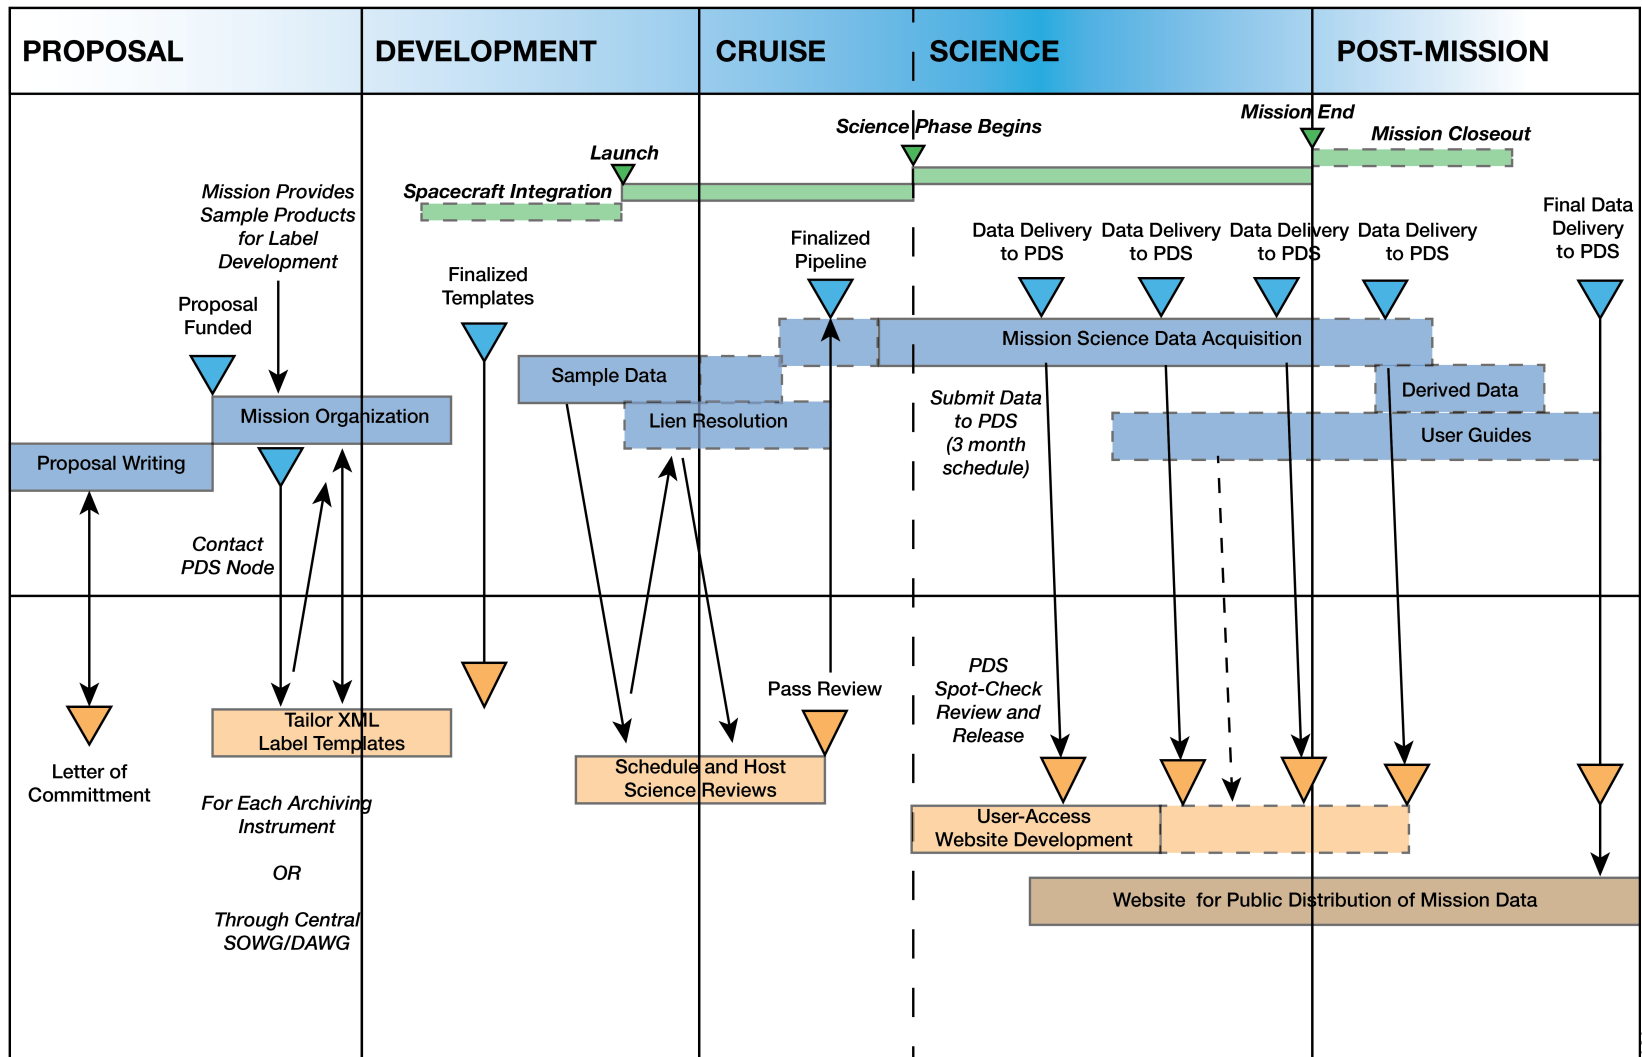 PROPOSAL
DEVELOPMENT
CRUISE
SCIENCE
POST-MISSION
Mission End
Science Phase Begins
Mission Closeout
Launch
Spacecraft Integration
Mission Provides
Sample Products
for Label
Development
Proposal
Funded
Finalized
Templates
Finalized
Pipeline
Data Delivery
to PDS
Data Delivery
to PDS
Data Delivery
to PDS
Data Delivery
to PDS
Final Data
Delivery
to PDS
Mission Science Data Acquisition
Sample Data
Derived Data
Mission Organization
Lien Resolution
Submit Data
to PDS
(3 month
schedule)
User Guides
Proposal Writing
Contact
PDS Node
Letter of
Committment
Tailor XML
Label Templates
For Each Archiving
Instrument
OR
Through Central
SOWG/DAWG
Pass Review
Schedule and Host
Science Reviews
PDS
Spot-Check
Review and
Release
User-Access
Website Development
Website for Public Distribution of Mission Data